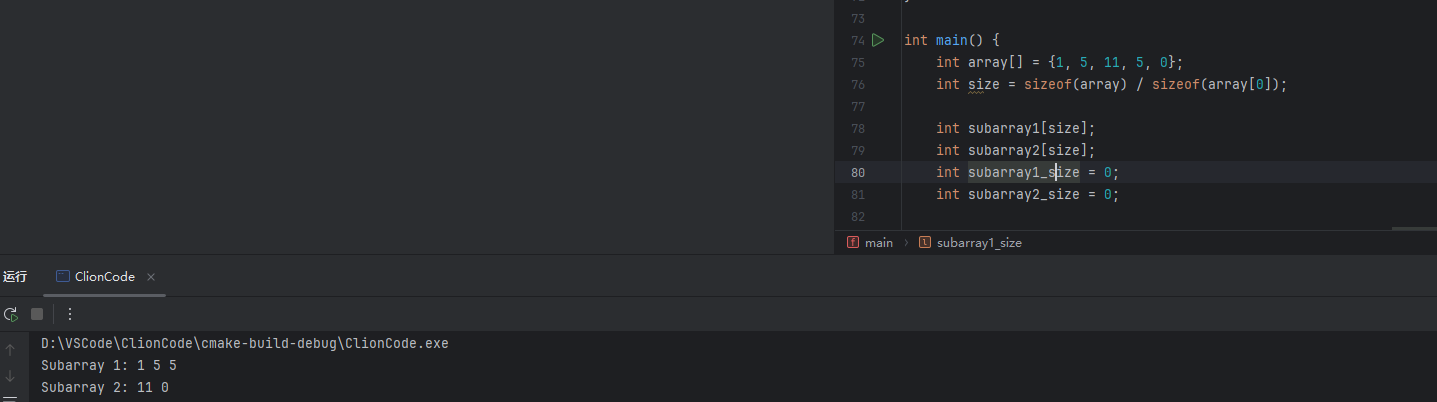 73
74 int main() {
75 int array[] = {1, 5, 11, 5, 0};
76 int size = sizeof(array) / sizeof(array[0]);
77
78 int subarray1[size];
79 int subarray2[size];
80 int subarray1_size = 0;
81 int subarray2_size = 0;
82
f main › l subarray1_size
运行 ClionCode ×
D:\VSCode\ClionCode\cmake-build-debug\ClionCode.exe
Subarray 1: 1 5 5
Subarray 2: 11 0